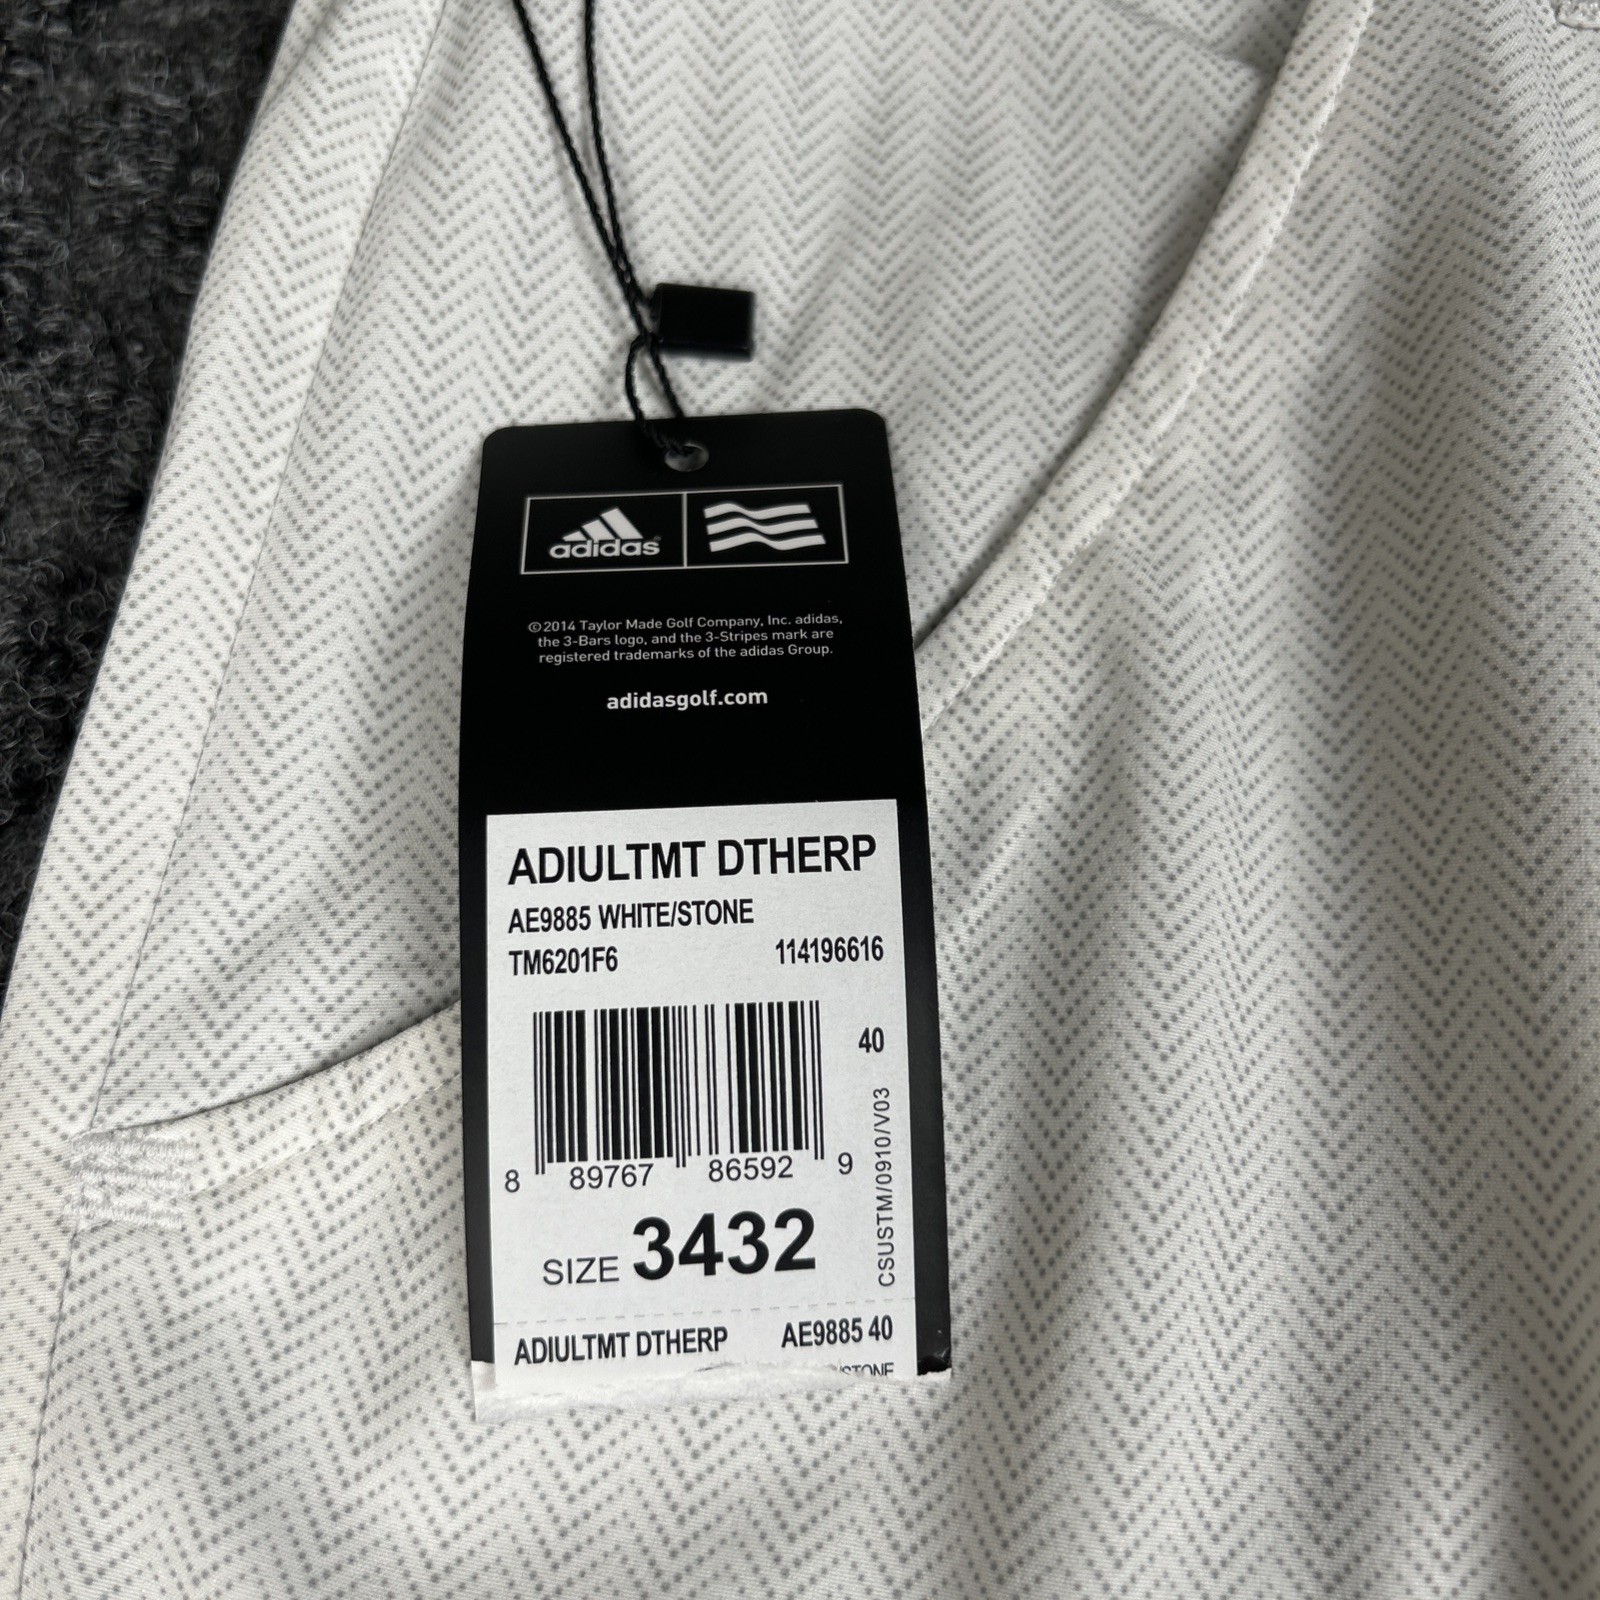 adidas
©2014 Taylor Made Golf Company, Inc. adidas,
the 3-Bars logo, and the 3-Stripes mark are
registered trademarks of the adidas Group.
adidasgolf.com
ADIULTMT DTHERP
AE9885 WHITE/STONE
TM6201F6 114196616
40
8 89767 86592 9
CSUSTM/0910/V03
SIZE 3432
ADIULTMT DTHERP AE9885 40
/STONE